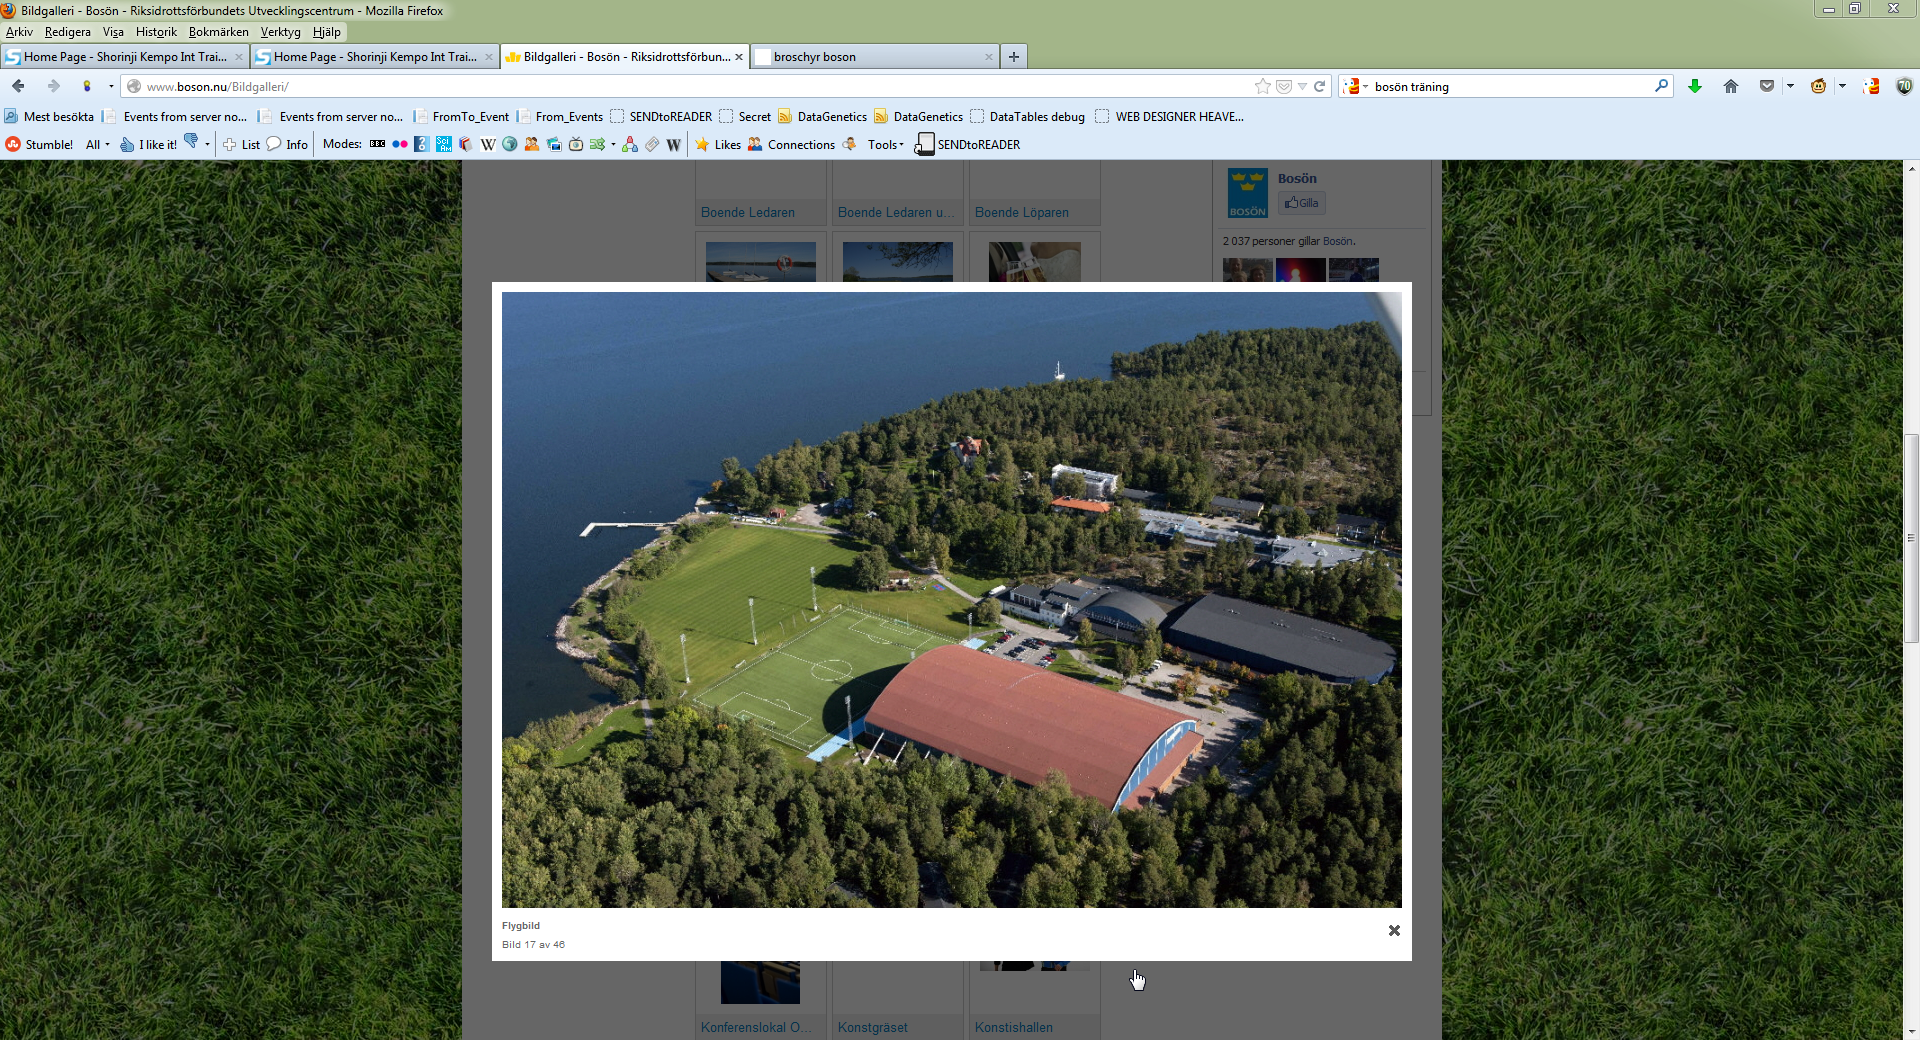 Bildgalleri - Bosön - Riksidrottsförbundets Utvecklingscentrum - Mozilla Firefox
Arkiv Redigera Visa Historik Bokmärken Verktyg Hjälp
Home Page - Shorinji Kempo Int Trai... Home Page - Shorinji Kempo Int Trai... Bildgalleri - Bosön - Riksidrottsförbun... broschyr boson
www.boson.nu/Bildgalleri/ bosön träning 70
Mest besökta Events from server no... Events from server no... FromTo_Event From_Events SENDtoREADER Secret DataGenetics DataGenetics DataTables debug WEB DESIGNER HEAVE...
Stumble! All I like it! List Info Modes: BBC W W Likes Connections Tools SENDtoREADER
Bosön
Gilla
BOSÖN
Boende Ledaren Boende Ledaren u... Boende Löparen
2 037 personer gillar Bosön.
Flygbild
Bild 17 av 46
Konferenslokal O... Konstgräset Konstishallen